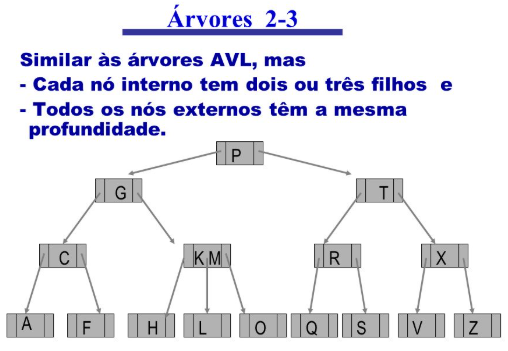 Árvores 2-3
Similar às árvores AVL, mas
- Cada nó interno tem dois ou três filhos e
- Todos os nós externos têm a mesma
profundidade.
P
G T
C K M R X
A F H L O Q S V Z